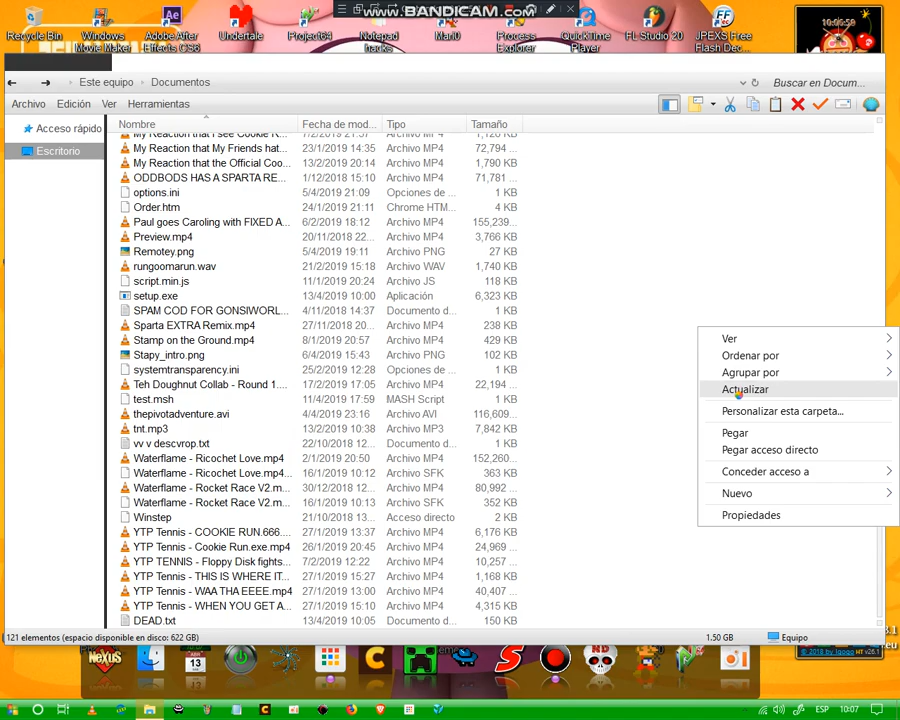 www.BANDICAM.com
Recycle Bin
Windows
Movie Maker
Adobe After
Effects CS6
Undertale
Project64
Notepad
hacks
Mari0
Process
Explorer
QuickTime
Player
FL Studio 20
JPEXS Free
Flash Dec...
10:06:59
Este equipo > Documentos
Buscar en Docum...
Archivo Edición Ver Herramientas
Acceso rápido
Escritorio
Nombre Fecha de mod... Tipo Tamaño
My Reaction that I see Cookie R... 7/2/2019 21:37 Archivo MP4 1,120 KB
My Reaction that My Friends hat... 23/1/2019 14:35 Archivo MP4 72,794 ...
My Reaction that the Official Coo... 13/2/2019 20:14 Archivo MP4 1,790 KB
ODDBODS HAS A SPARTA RE... 1/12/2018 15:10 Archivo MP4 71,781 ...
options.ini 5/4/2019 21:09 Opciones de ... 1 KB
Order.htm 24/1/2019 21:11 Chrome HTM... 4 KB
Paul goes Caroling with FIXED A... 6/2/2019 18:12 Archivo MP4 155,239...
Preview.mp4 20/11/2018 22... Archivo MP4 3,766 KB
Remotey.png 5/4/2019 19:11 Archivo PNG 27 KB
rungoomarun.wav 21/2/2019 15:18 Archivo WAV 1,740 KB
script.min.js 11/1/2019 20:24 Archivo JS 118 KB
setup.exe 13/4/2019 10:00 Aplicación 6,323 KB
SPAM COD FOR GONSIWORL... 4/11/2018 14:37 Documento d... 1 KB
Sparta EXTRA Remix.mp4 27/11/2018 20... Archivo MP4 238 KB
Stamp on the Ground.mp4 8/1/2019 20:57 Archivo MP4 429 KB
Stapy_intro.png 6/4/2019 15:43 Archivo PNG 102 KB
systemtransparency.ini 25/2/2019 12:28 Opciones de ... 1 KB
Teh Doughnut Collab - Round 1... 17/2/2019 17:05 Archivo MP4 22,194 ...
test.msh 11/4/2019 17:59 MASH Script 1 KB
thepivotadventure.avi 4/4/2019 23:16 Archivo AVI 116,609...
tnt.mp3 2/4/2019 13:29 Archivo MP3 7,842 KB
vv v descvrop.txt 22/10/2018 12... Documento d... 1 KB
Waterflame - Ricochet Love.mp4 2/1/2019 20:50 Archivo MP4 152,260...
Waterflame - Ricochet Love.mp4... 16/1/2019 10:12 Archivo SFK 363 KB
Waterflame - Rocket Race V2.m... 30/12/2018 12... Archivo MP4 80,992 ...
Waterflame - Rocket Race V2.m... 16/1/2019 10:13 Archivo SFK 352 KB
Winstep 21/10/2018 13... Acceso directo 2 KB
YTP Tennis - COOKIE RUN.666... 27/1/2019 13:37 Archivo MP4 6,176 KB
YTP Tennis - Cookie Run.exe.mp4 26/1/2019 20:45 Archivo MP4 24,969 ...
YTP TENNIS - Floppy Disk fights... 7/2/2019 12:22 Archivo MP4 10,257 ...
YTP Tennis - THIS IS WHERE IT... 27/1/2019 15:27 Archivo MP4 1,168 KB
YTP Tennis - WAA THA EEEE.mp4 27/1/2019 13:00 Archivo MP4 40,407 ...
YTP Tennis - WHEN YOU GET A... 27/1/2019 15:10 Archivo MP4 4,315 KB
DEAD.txt 13/4/2019 10:05 Documento d... 150 KB
Ver
Ordenar por
Agrupar por
Actualizar
Personalizar esta carpeta...
Pegar
Pegar acceso directo
Conceder acceso a
Nuevo
Propiedades
121 elementos (espacio disponible en disco: 622 GB) 1.50 GB Equipo
NEXUS
ABR
13
ESP 10:07